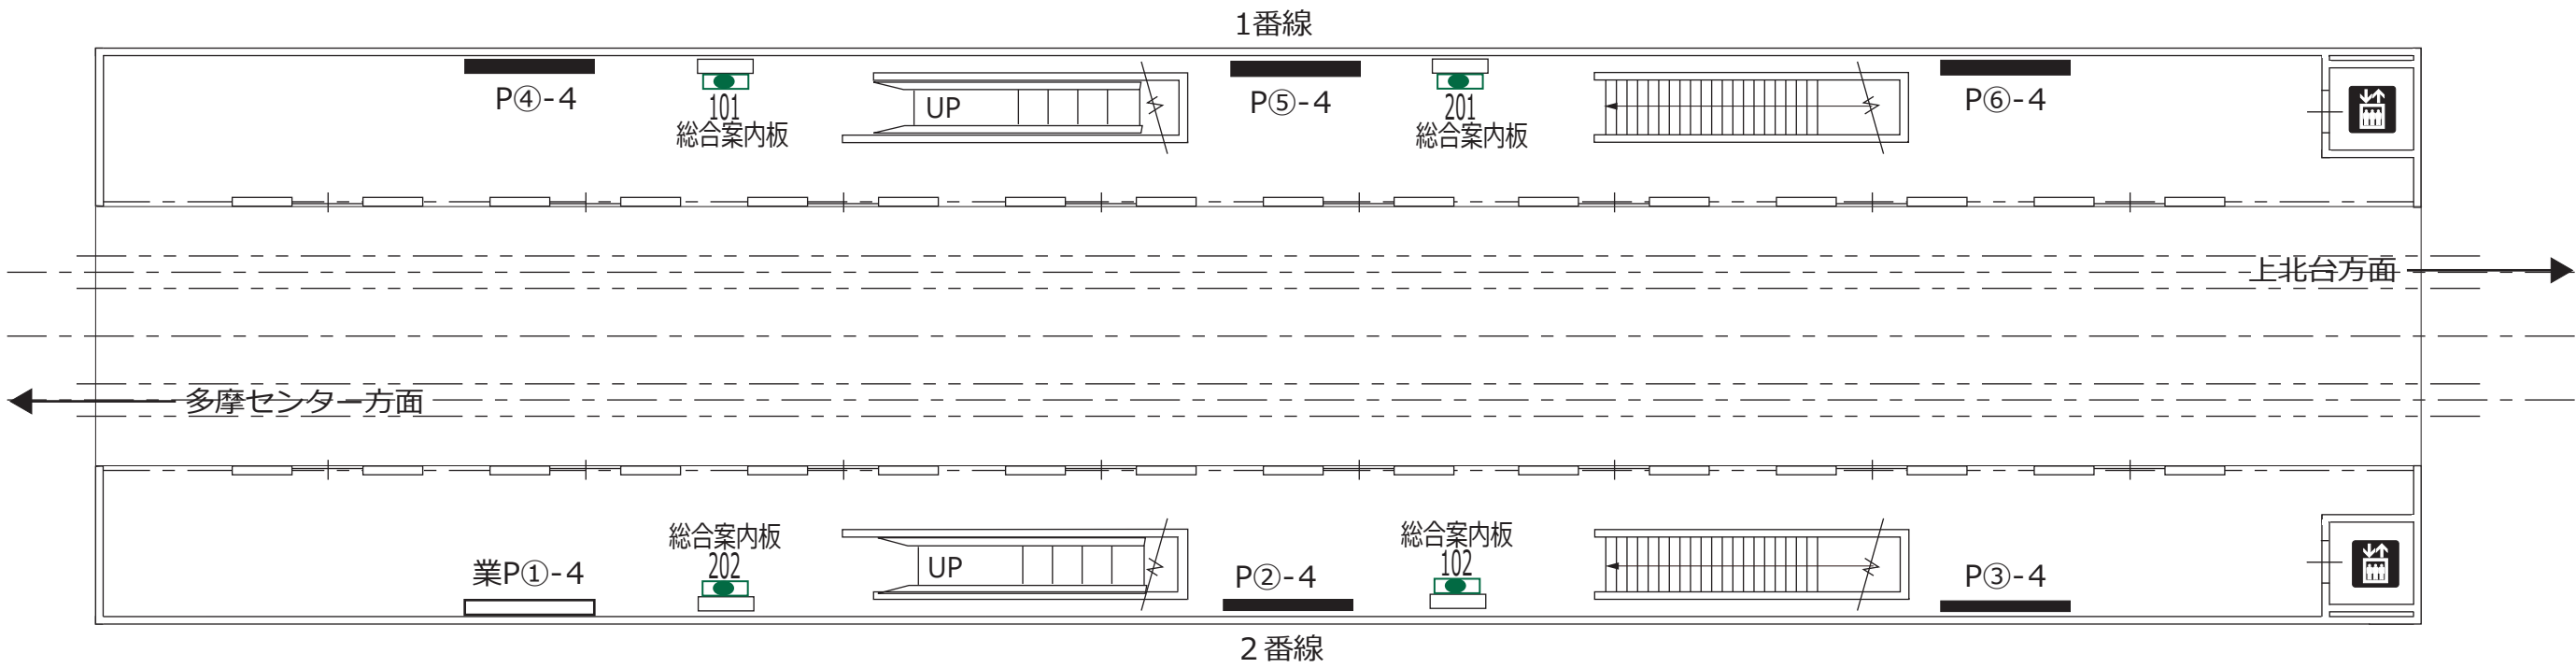 1番線
P④-4
101
総合案内板
UP
P⑤-4
201
総合案内板
P⑥-4
上北台方面
多摩センター方面
業P①-4
総合案内板
202
UP
P②-4
総合案内板
102
P③-4
2番線